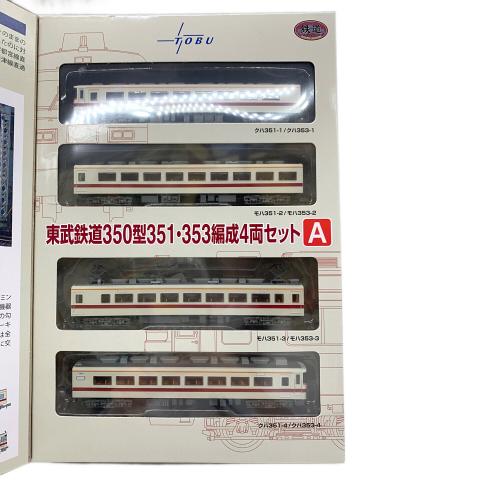 TOBU
鉄コレ
クハ351-1/クハ353-1
モハ351-2/モハ353-2
東武鉄道350型351・353編成4両セット A
モハ351-3/モハ353-3
クハ351-4/クハ353-4